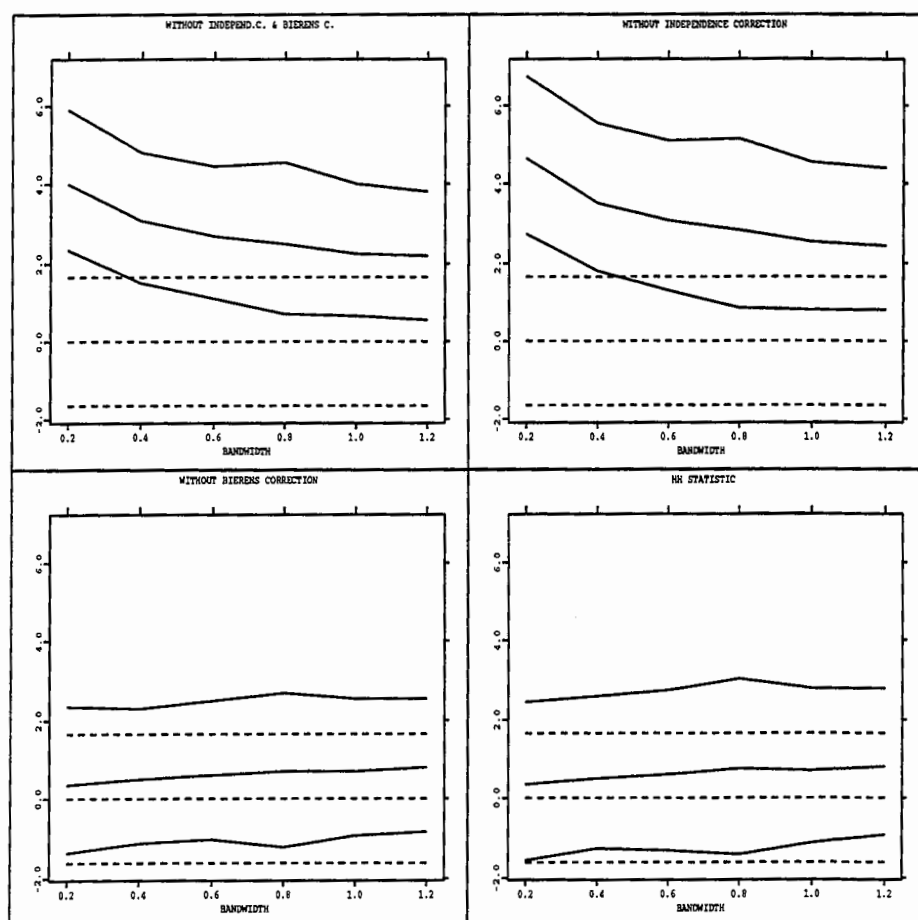 WITHOUT INDEPEND.C. & BIERENS C.
6.0
4.0
2.0
0.0
-2.0
0.2 0.4 0.6 0.8 1.0 1.2
BANDWIDTH
WITHOUT INDEPENDENCE CORRECTION
6.0
4.0
2.0
0.0
-2.0
0.2 0.4 0.6 0.8 1.0 1.2
BANDWIDTH
WITHOUT BIERENS CORRECTION
6.0
4.0
2.0
0.0
-2.0
0.2 0.4 0.6 0.8 1.0 1.2
BANDWIDTH
HH STATISTIC
6.0
4.0
2.0
0.0
-2.0
0.2 0.4 0.6 0.8 1.0 1.2
BANDWIDTH